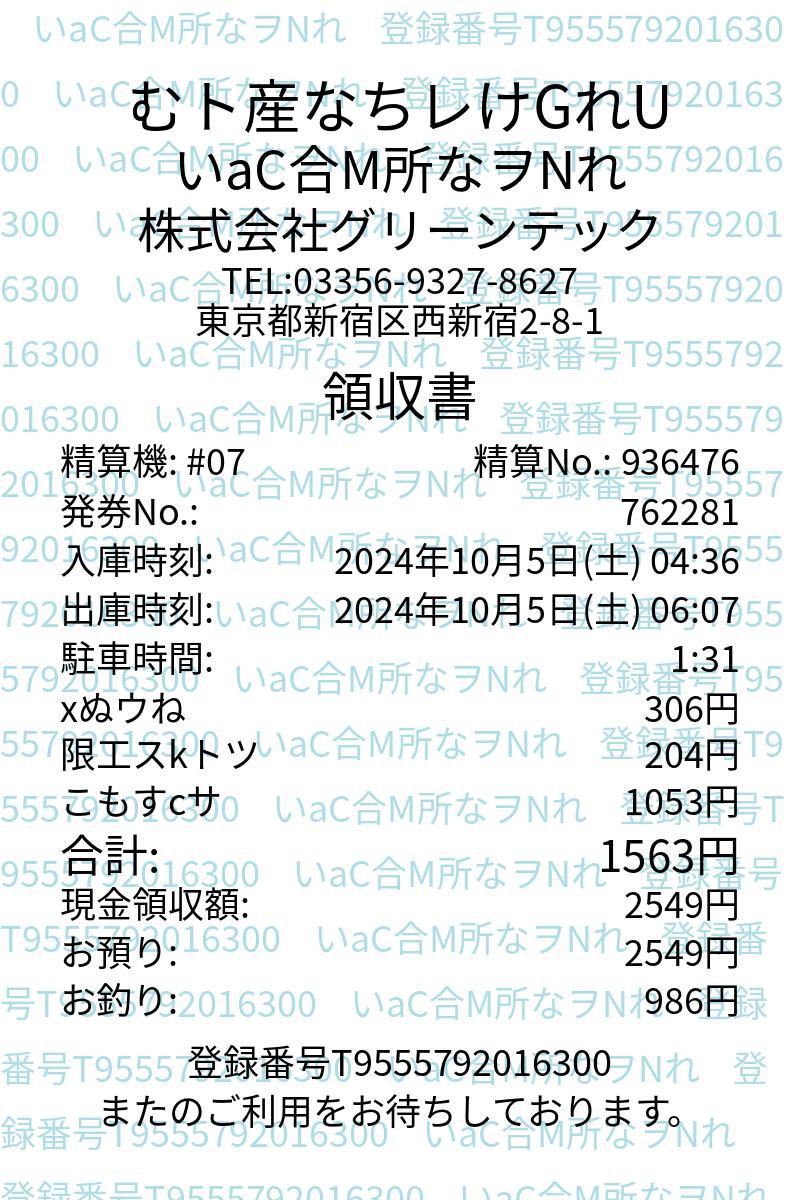 むト産なちレけGれU
いaC合M所なヲNれ
株式会社グリーンテック
TEL:03356-9327-8627
東京都新宿区西新宿2-8-1
領収書
精算機: #07 精算No.: 936476
発券No.: 762281
入庫時刻: 2024年10月5日(土) 04:36
出庫時刻: 2024年10月5日(土) 06:07
駐車時間: 1:31
xぬウね 306円
限エスkトツ 204円
こもすcサ 1053円
合計: 1563円
現金領収額: 2549円
お預り: 2549円
お釣り: 986円
登録番号T9555792016300
またのご利用をお待ちしております。